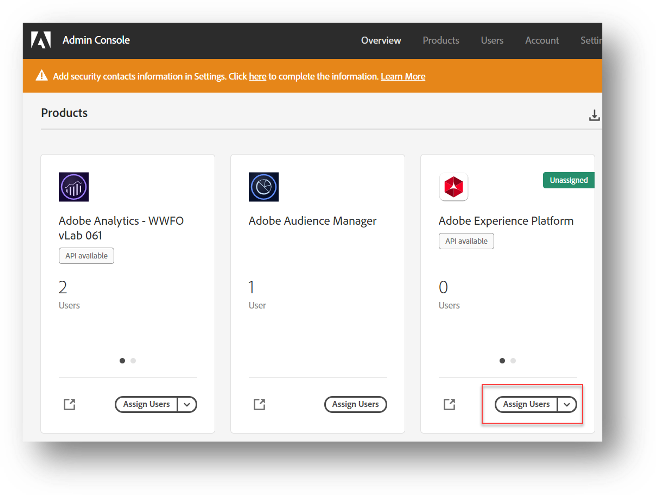 Admin Console
Overview Products Users Account Settin
Add security contacts information in Settings. Click here to complete the information. Learn More
Products
Adobe Analytics - WWFO
vLab 061
API available
2
Users
Assign Users
Adobe Audience Manager
1
User
Assign Users
Unassigned
Adobe Experience Platform
API available
0
Users
Assign Users